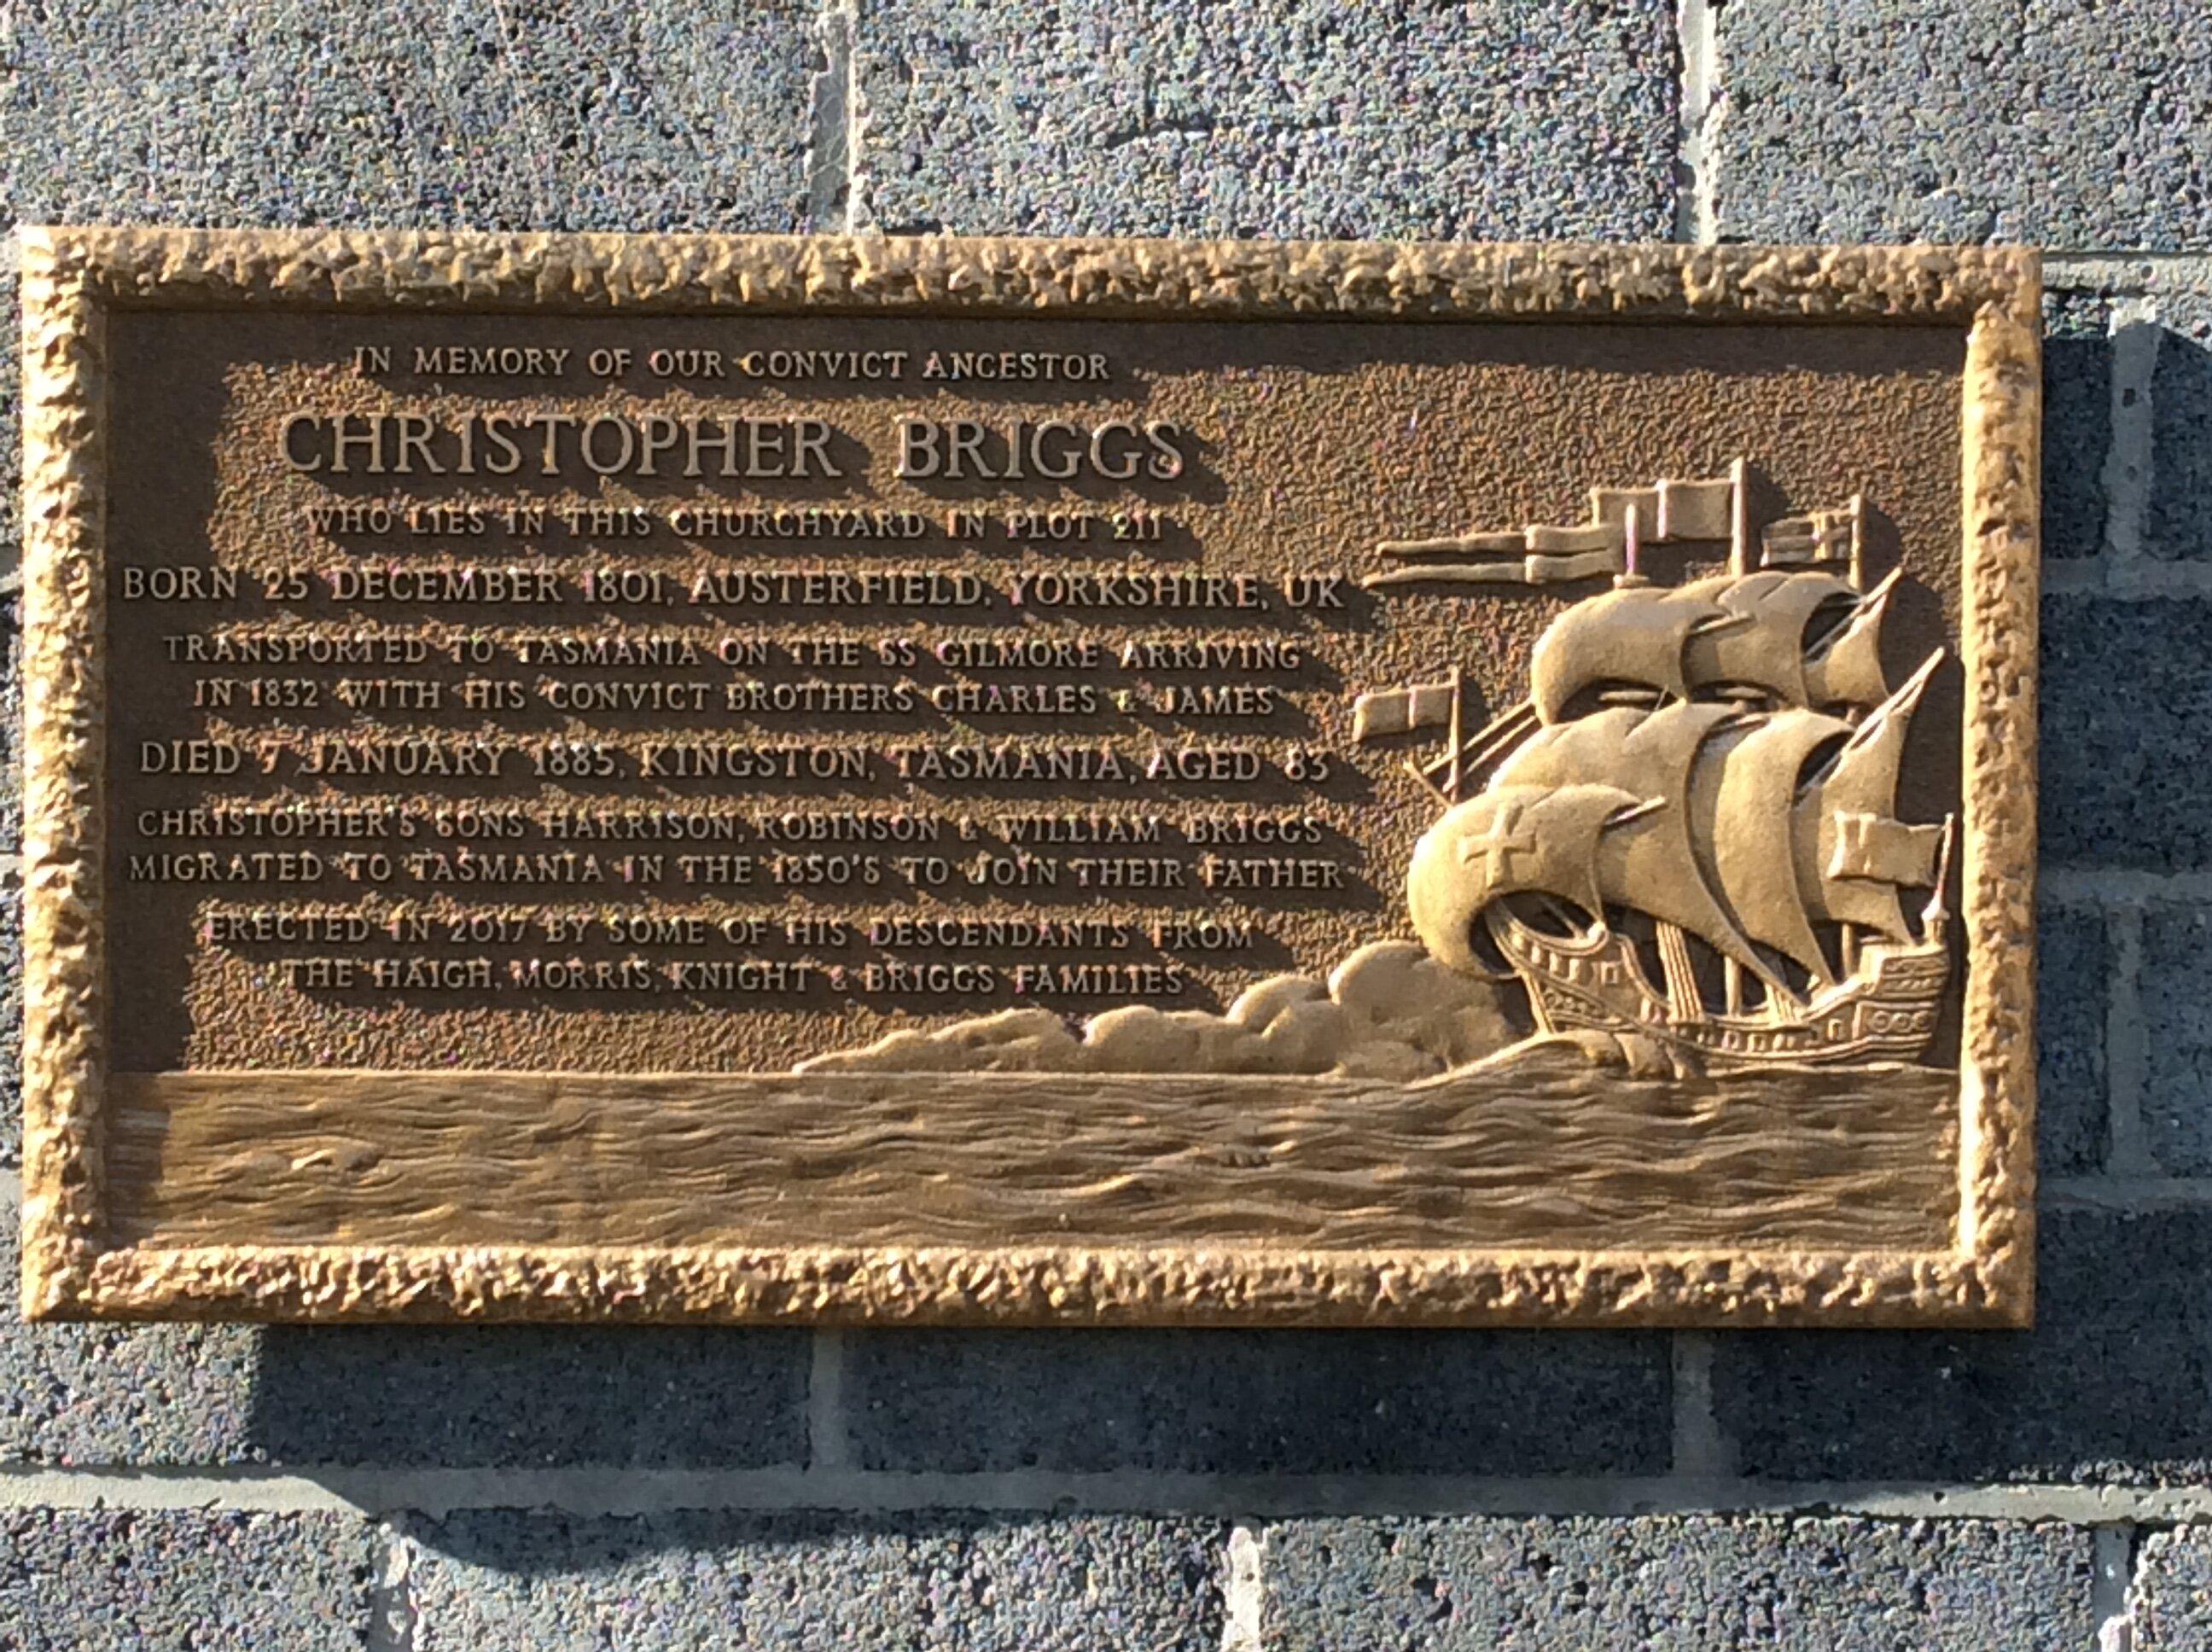 IN MEMORY OF OUR CONVICT ANCESTOR
CHRISTOPHER BRIGGS
WHO LIES IN THIS CHURCHYARD IN PLOT 211
BORN 25 DECEMBER 1801, AUSTERFIELD, YORKSHIRE, UK
TRANSPORTED TO TASMANIA ON THE SS GILMORE ARRIVING
IN 1832 WITH HIS CONVICT BROTHERS CHARLES & JAMES
DIED 7 JANUARY 1885, KINGSTON, TASMANIA, AGED 83
CHRISTOPHER'S SONS HARRISON, ROBINSON & WILLIAM BRIGGS
MIGRATED TO TASMANIA IN THE 1850'S TO JOIN THEIR FATHER
ERECTED IN 2017 BY SOME OF HIS DESCENDANTS FROM
THE HAIGH, MORRIS, KNIGHT & BRIGGS FAMILIES